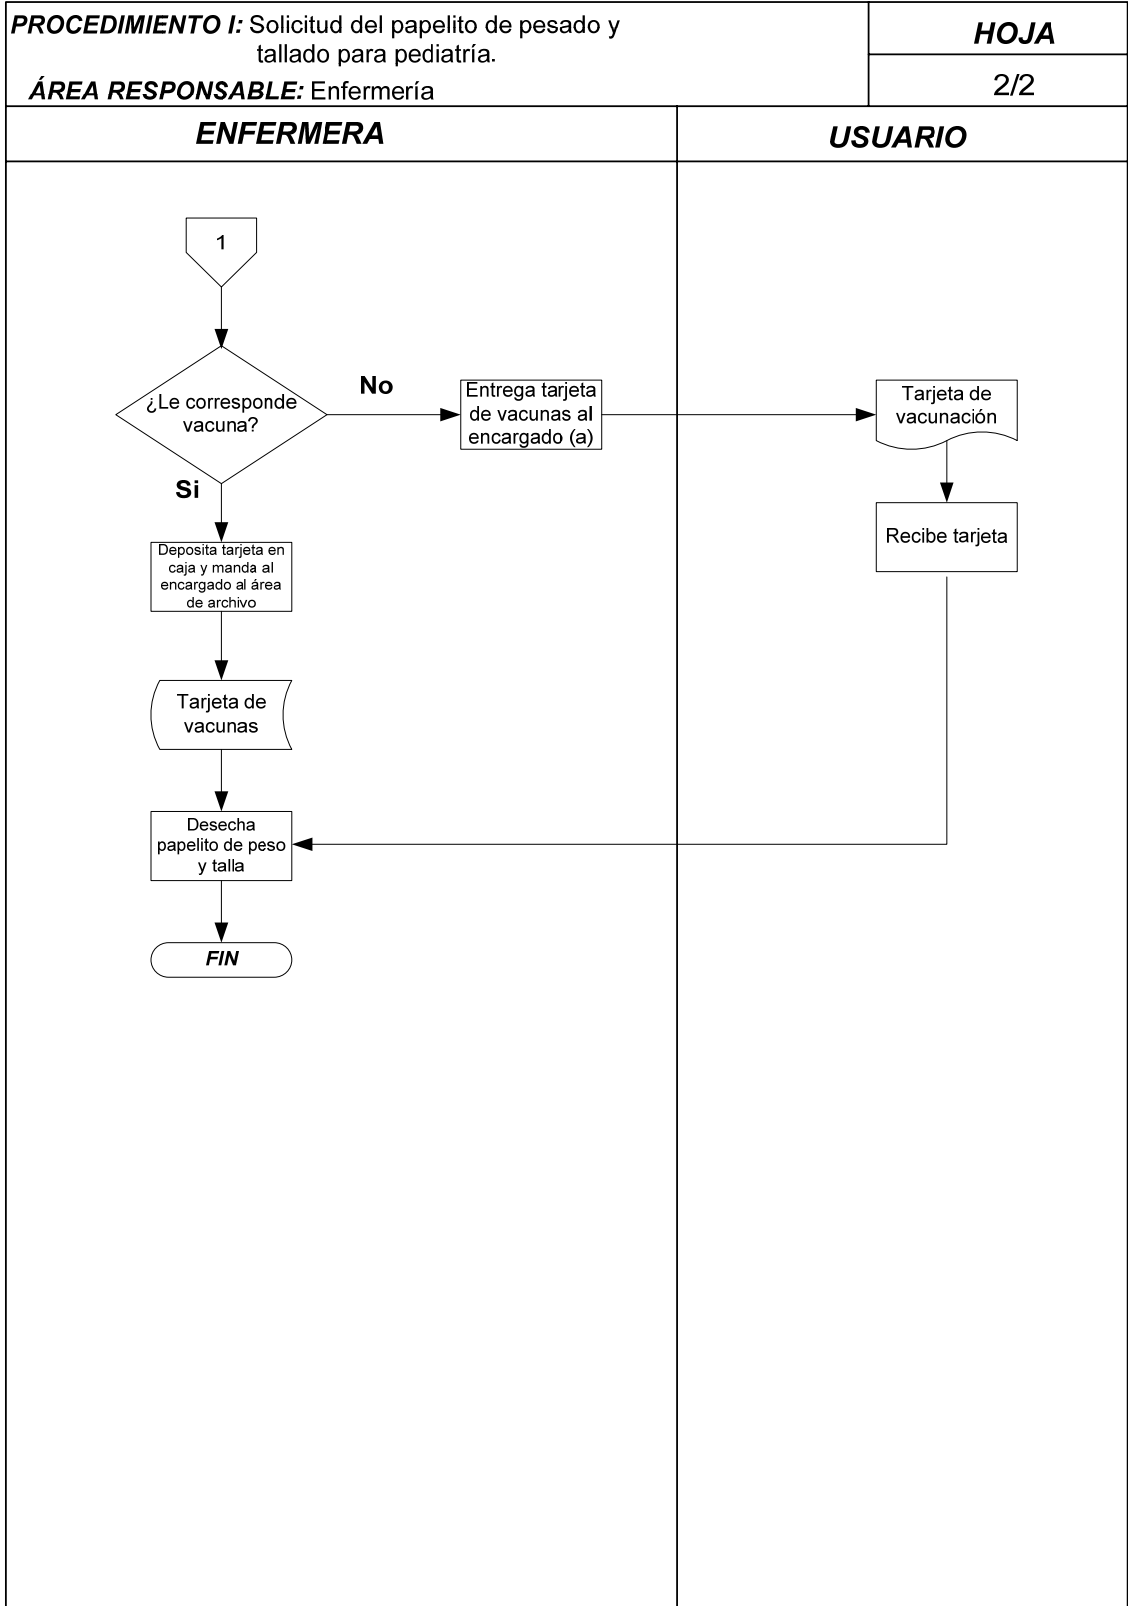 PROCEDIMIENTO I: Solicitud del papelito de pesado y
tallado para pediatría.
ÁREA RESPONSABLE: Enfermería
HOJA
2/2
ENFERMERA
USUARIO
1
¿Le corresponde
vacuna?
No
Entrega tarjeta
de vacunas al
encargado (a)
Tarjeta de
vacunación
Recibe tarjeta
Si
Deposita tarjeta en
caja y manda al
encargado al área
de archivo
Tarjeta de
vacunas
Desecha
papelito de peso
y talla
FIN